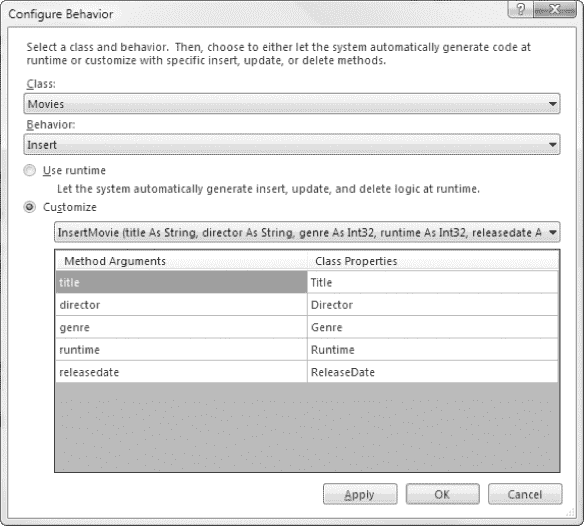 Configure Behavior
Select a class and behavior. Then, choose to either let the system automatically generate code at
runtime or customize with specific insert, update, or delete methods.
Class:
Movies
Behavior:
Insert
Use runtime
Let the system automatically generate insert, update, and delete logic at runtime.
Customize
InsertMovie (title As String, director As String, genre As Int32, runtime As Int32, releasedate A
Method Arguments Class Properties
title Title
director Director
genre Genre
runtime Runtime
releasedate ReleaseDate
Apply OK Cancel